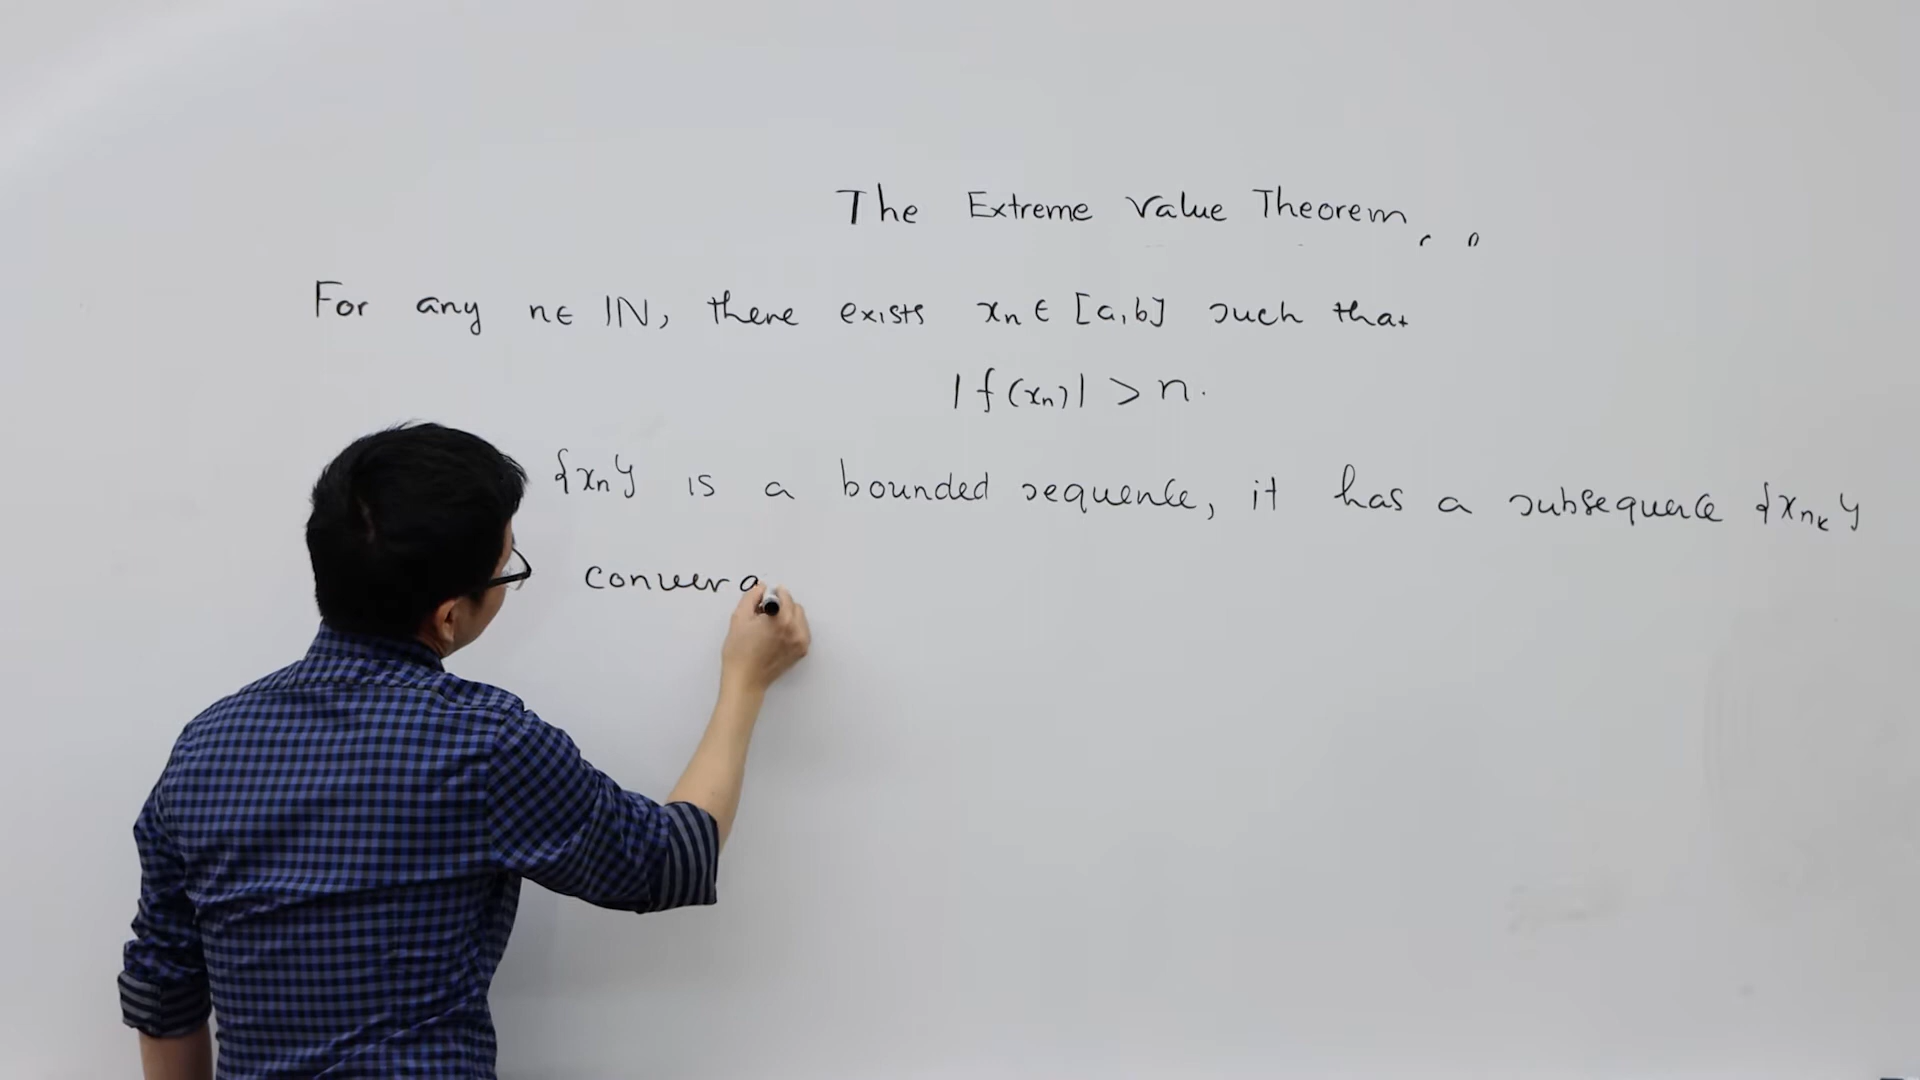 The Extreme Value Theorem
For any n∈ ℕ, there exists xₙ ∈ [a,b] such that
|f(xₙ)| > n.
{xₙ} is a bounded sequence, it has a subsequence {xₙₖ}
converg